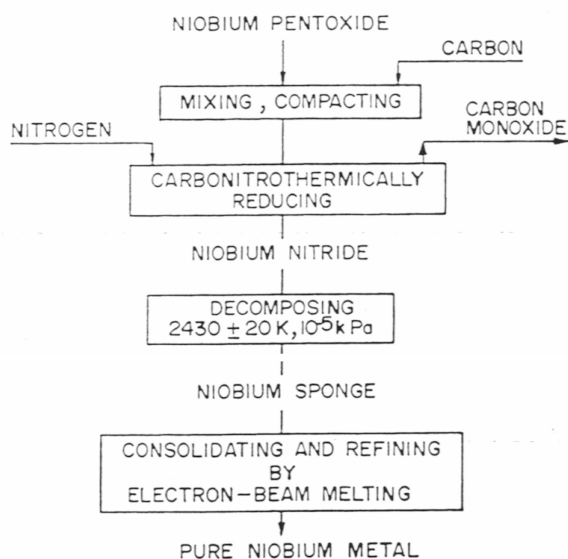 NIOBIUM PENTOXIDE
CARBON
MIXING , COMPACTING
NITROGEN
CARBON
MONOXIDE
CARBONITROTHERMICALLY
REDUCING
NIOBIUM NITRIDE
DECOMPOSING
2430 ± 20 K, 10⁻⁵ k Pa
NIOBIUM SPONGE
CONSOLIDATING AND REFINING
BY
ELECTRON-BEAM MELTING
PURE NIOBIUM METAL